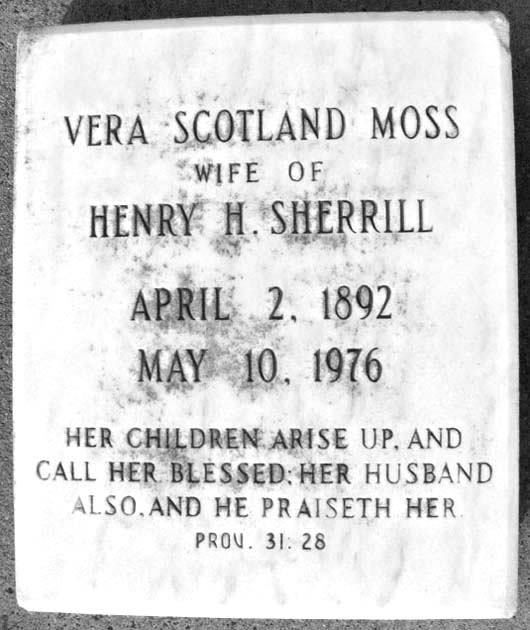 VERA SCOTLAND MOSS
WIFE OF
HENRY H. SHERRILL
APRIL 2, 1892
MAY 10, 1976
HER CHILDREN ARISE UP, AND
CALL HER BLESSED; HER HUSBAND
ALSO, AND HE PRAISETH HER.
PROV. 31: 28